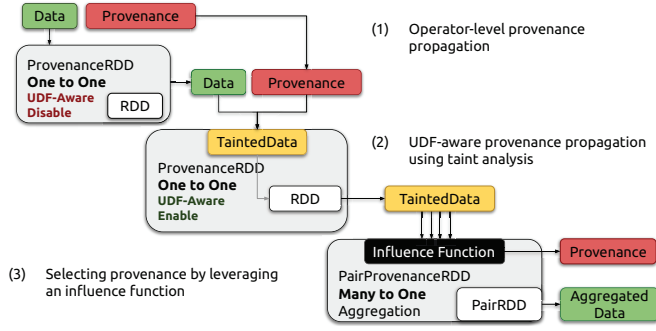 Data
Provenance
(1) Operator-level provenance
propagation
ProvenanceRDD
One to One
UDF-Aware
Disable
RDD
Data
Provenance
TaintedData
(2) UDF-aware provenance propagation
using taint analysis
ProvenanceRDD
One to One
UDF-Aware
Enable
RDD
TaintedData
Influence Function
Provenance
(3) Selecting provenance by leveraging
an influence function
PairProvenanceRDD
Many to One
Aggregation
PairRDD
Aggregated
Data